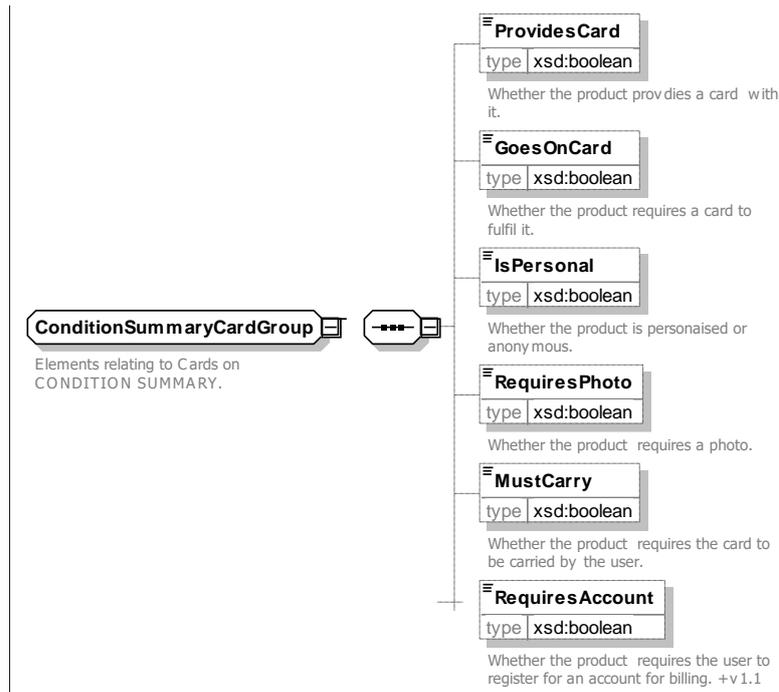 ProvidesCard
type xsd:boolean
Whether the product provdies a card with
it.
GoesOnCard
type xsd:boolean
Whether the product requires a card to
fulfil it.
IsPersonal
type xsd:boolean
Whether the product is personaised or
anonymous.
ConditionSummaryCardGroup
Elements relating to Cards on
CONDITION SUMMARY.
RequiresPhoto
type xsd:boolean
Whether the product requires a photo.
MustCarry
type xsd:boolean
Whether the product requires the card to
be carried by the user.
RequiresAccount
type xsd:boolean
Whether the product requires the user to
register for an account for billing. +v1.1